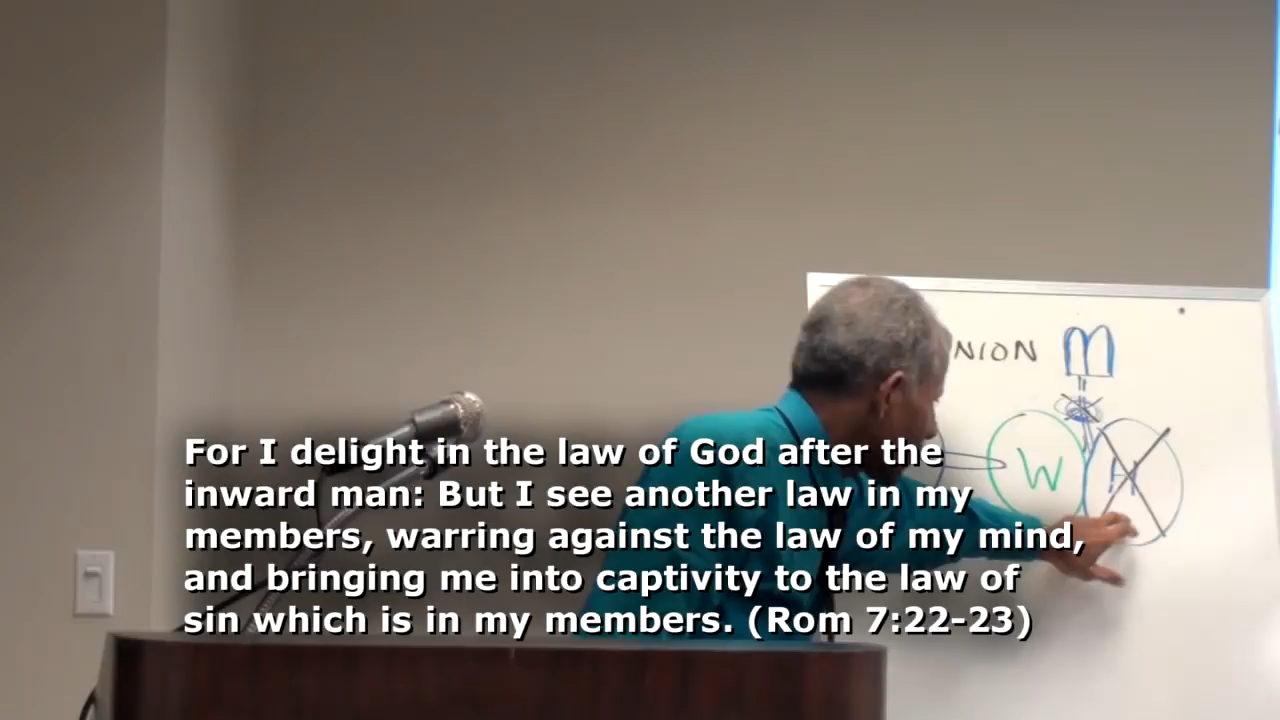 NION M
W H
For I delight in the law of God after the
inward man: But I see another law in my
members, warring against the law of my mind,
and bringing me into captivity to the law of
sin which is in my members. (Rom 7:22-23)